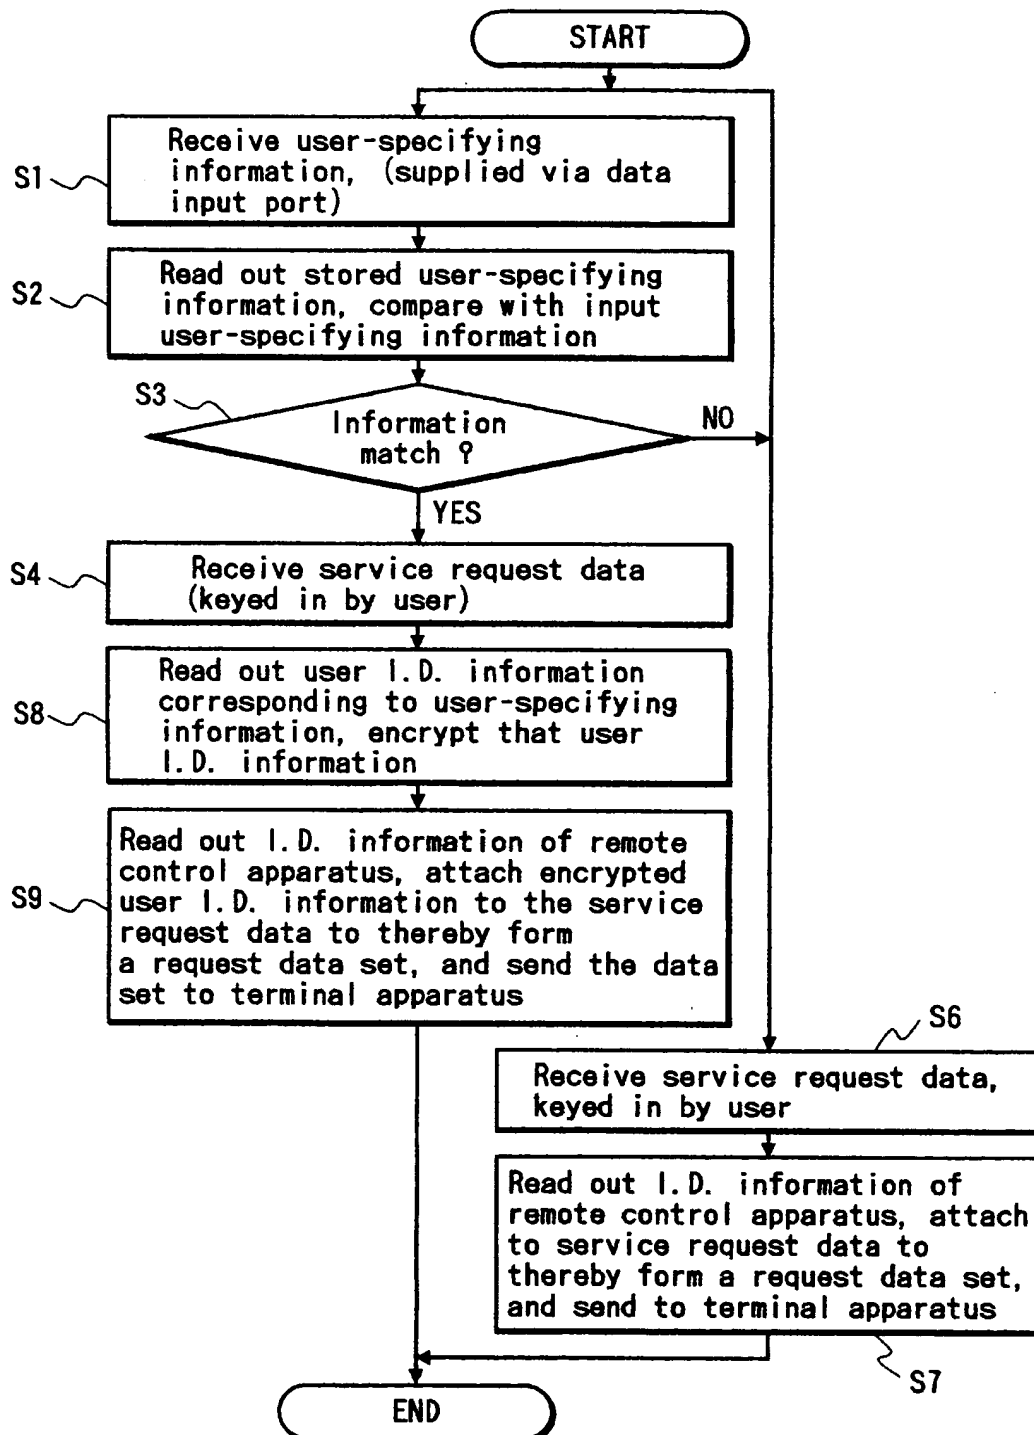 START
S1
Receive user-specifying
information, (supplied via data
input port)
S2
Read out stored user-specifying
information, compare with input
user-specifying information
S3
Information
match ?
NO
YES
S4
Receive service request data
(keyed in by user)
S8
Read out user I.D. information
corresponding to user-specifying
information, encrypt that user
I.D. information
S9
Read out I.D. information of remote
control apparatus, attach encrypted
user I.D. information to the service
request data to thereby form
a request data set, and send the data
set to terminal apparatus
S6
Receive service request data,
keyed in by user
Read out I.D. information of
remote control apparatus, attach
to service request data to
thereby form a request data set,
and send to terminal apparatus
S7
END